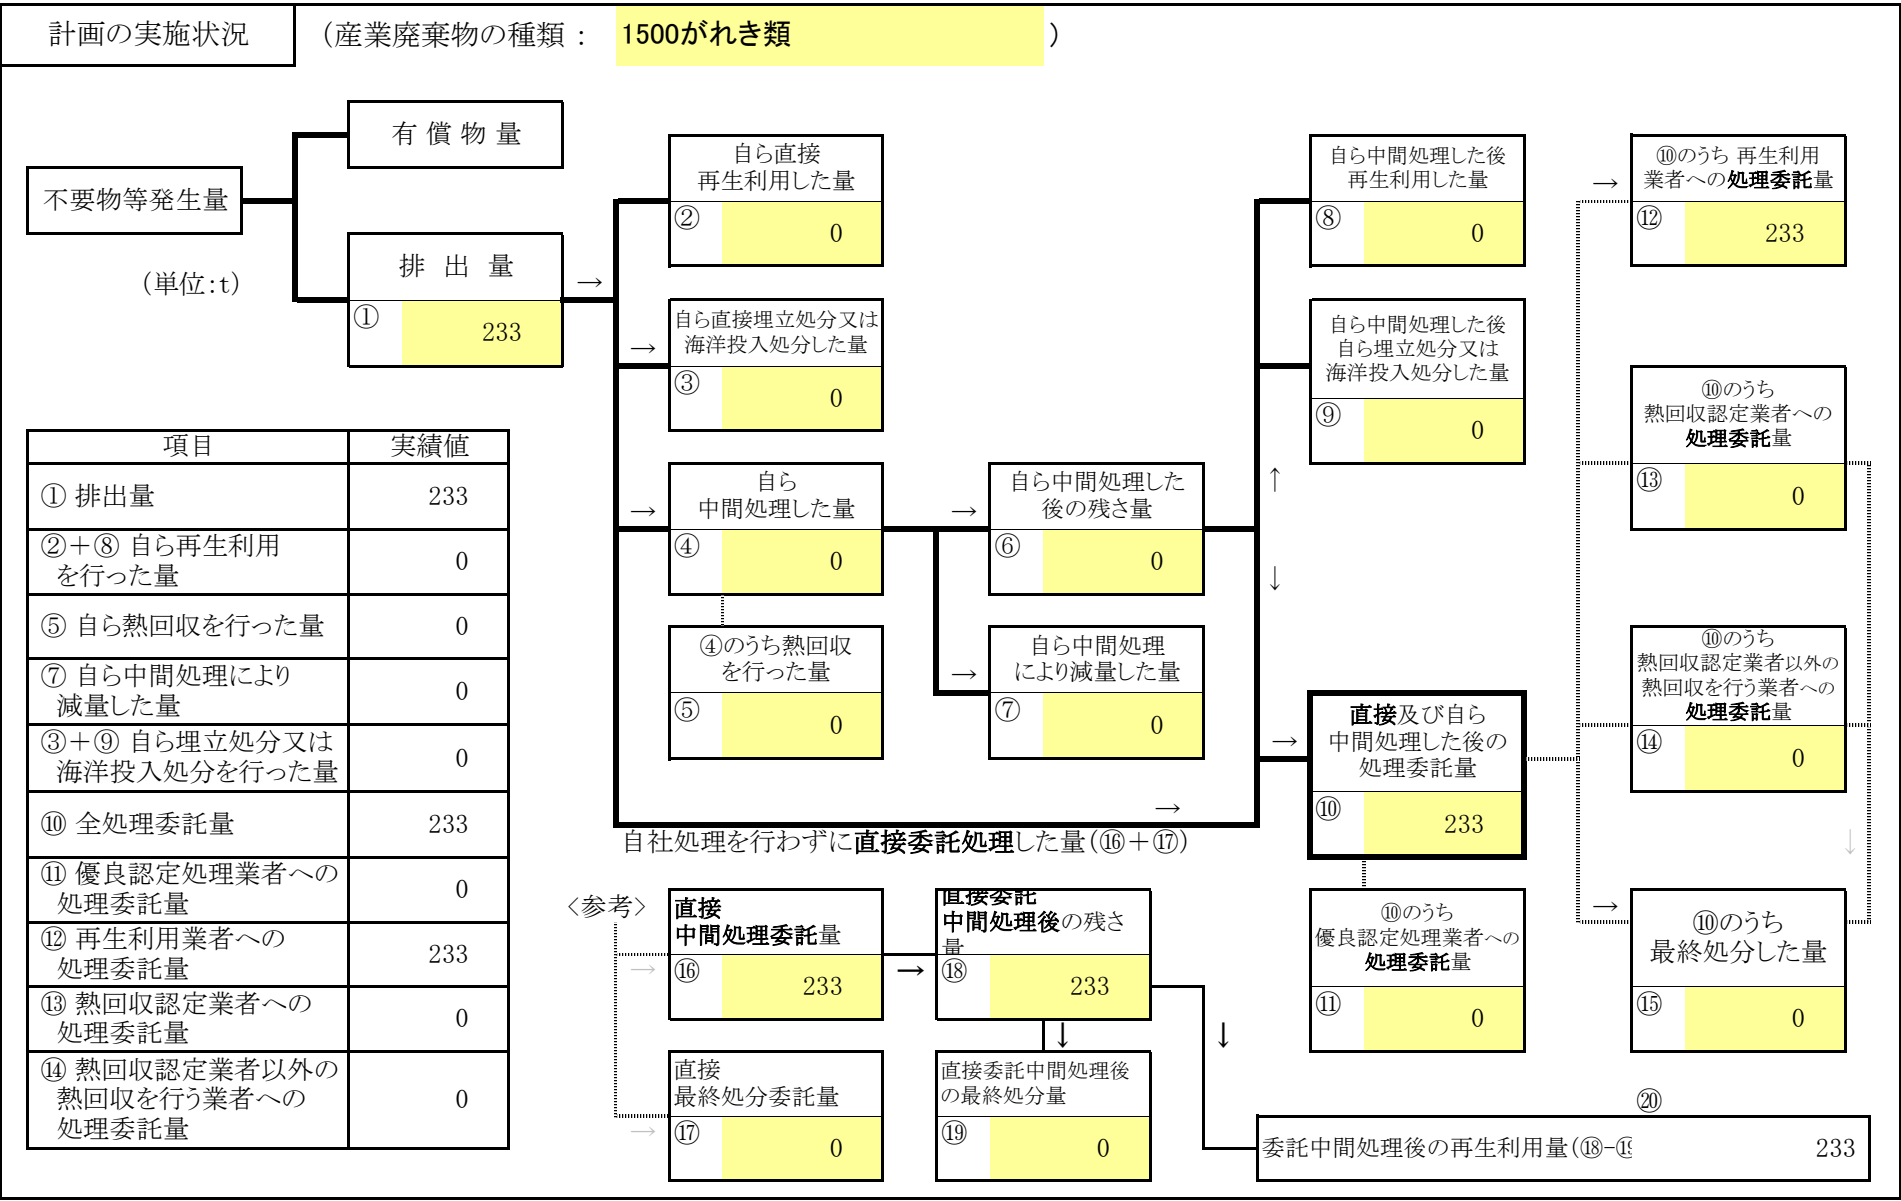 計画の実施状況
（産業廃棄物の種類： 1500がれき類 ）
有 償 物 量
不要物等発生量
排 出 量
（単位:t）
→
①
233
自ら直接
再生利用した量
②
0
→
自ら直接埋立処分又は
海洋投入処分した量
③
0
→
自ら
中間処理した量
④
0
④のうち熱回収
を行った量
⑤
0
→
自ら中間処理した
後の残さ量
⑥
0
→
自ら中間処理
により減量した量
⑦
0
自ら中間処理した後
再生利用した量
⑧
0
自ら中間処理した後
自ら埋立処分又は
海洋投入処分した量
⑨
0
↑
↓
→
直接及び自ら
中間処理した後の
処理委託量
⑩
233
→
自社処理を行わずに直接委託処理した量（⑯＋⑰）
⑩のうち
優良認定処理業者への
処理委託量
⑪
0
→
⑩のうち 再生利用
業者への処理委託量
⑫
233
⑩のうち
熱回収認定業者への
処理委託量
⑬
0
⑩のうち
熱回収認定業者以外の
熱回収を行う業者への
処理委託量
⑭
0
↓
→
⑩のうち
最終処分した量
⑮
0
項目 実績値
① 排出量 233
②＋⑧ 自ら再生利用
を行った量 0
⑤ 自ら熱回収を行った量 0
⑦ 自ら中間処理により
減量した量 0
③＋⑨ 自ら埋立処分又は
海洋投入処分を行った量 0
⑩ 全処理委託量 233
⑪ 優良認定処理業者への
処理委託量 0
⑫ 再生利用業者への
処理委託量 233
⑬ 熱回収認定業者への
処理委託量 0
⑭ 熱回収認定業者以外の
熱回収を行う業者への
処理委託量 0
〈参考〉
→
直接
中間処理委託量
⑯
233
→
直接委託
中間処理後の残さ
量
⑱
233
→
直接
最終処分委託量
⑰
0
↓
直接委託中間処理後
の最終処分量
⑲
0
↓
⑳
委託中間処理後の再生利用量（⑱-⑲ 233